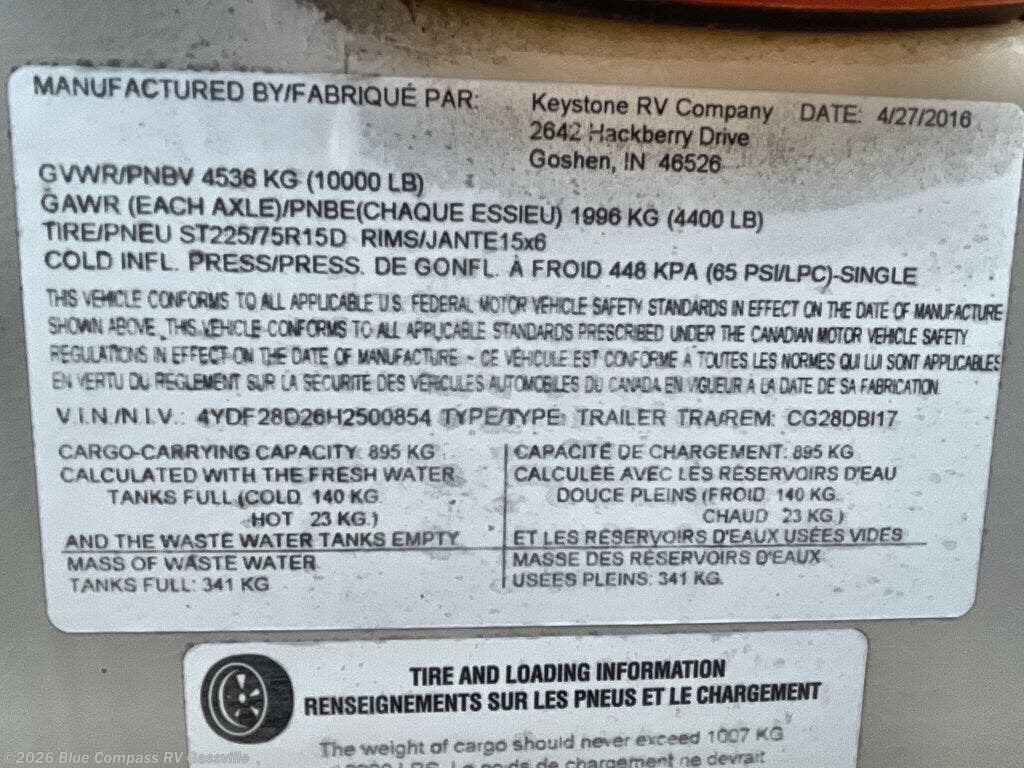 MANUFACTURED BY/FABRIQUÉ PAR: Keystone RV Company DATE: 4/27/2016
2642 Hackberry Drive
Goshen, IN 46526
GVWR/PNBV 4536 KG (10000 LB)
GAWR (EACH AXLE)/PNBE(CHAQUE ESSIEU) 1996 KG (4400 LB)
TIRE/PNEU ST225/75R15D RIMS/JANTE15x6
COLD INFL. PRESS/PRESS. DE GONFL. À FROID 448 KPA (65 PSI/LPC)-SINGLE
THIS VEHICLE CONFORMS TO ALL APPLICABLE U.S. FEDERAL MOTOR VEHICLE SAFETY STANDARDS IN EFFECT ON THE DATE OF MANUFACTURE
SHOWN ABOVE. THIS VEHICLE CONFORMS TO ALL APPLICABLE STANDARDS PRESCRIBED UNDER THE CANADIAN MOTOR VEHICLE SAFETY
REGULATIONS IN EFFECT ON THE DATE OF MANUFACTURE - CE VÉHICULE EST CONFORME À TOUTES LES NORMES QUI LUI SONT APPLICABLES
EN VERTU DU RÈGLEMENT SUR LA SÉCURITÉ DES VÉHICULES AUTOMOBILES DU CANADA EN VIGUEUR À LA DATE DE SA FABRICATION.
V.I.N./N.I.V.: 4YDF28D26H2500854 TYPE/TYPE: TRAILER TRA/REM: CG28DBI17
CARGO-CARRYING CAPACITY: 895 KG
CALCULATED WITH THE FRESH WATER
TANKS FULL (COLD 140 KG
HOT 23 KG.)
AND THE WASTE WATER TANKS EMPTY
MASS OF WASTE WATER
TANKS FULL: 341 KG
CAPACITÉ DE CHARGEMENT: 895 KG
CALCULÉE AVEC LES RÉSERVOIRS D'EAU
DOUCE PLEINS (FROID 140 KG.
CHAUD 23 KG.)
ET LES RÉSERVOIRS D'EAUX USÉES VIDES
MASSE DES RÉSERVOIRS D'EAUX
USÉES PLEINS: 341 KG.
TIRE AND LOADING INFORMATION
RENSEIGNEMENTS SUR LES PNEUS ET LE CHARGEMENT
The weight of cargo should never exceed 1007 KG
Le poids de chargement ne devrait
©2026 Blue Compass RV Gassville